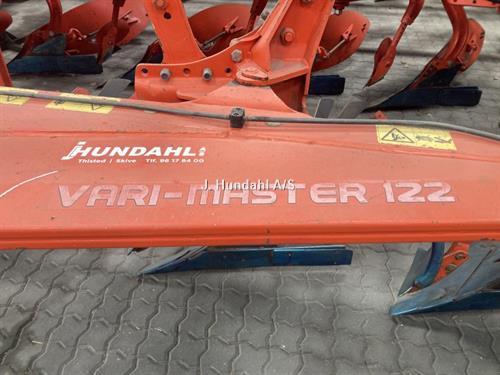 HUNDAHL A/S
Thisted / Skive Tlf. 96 17 84 00
VARI-MASTER 122
J. Hundahl A/S